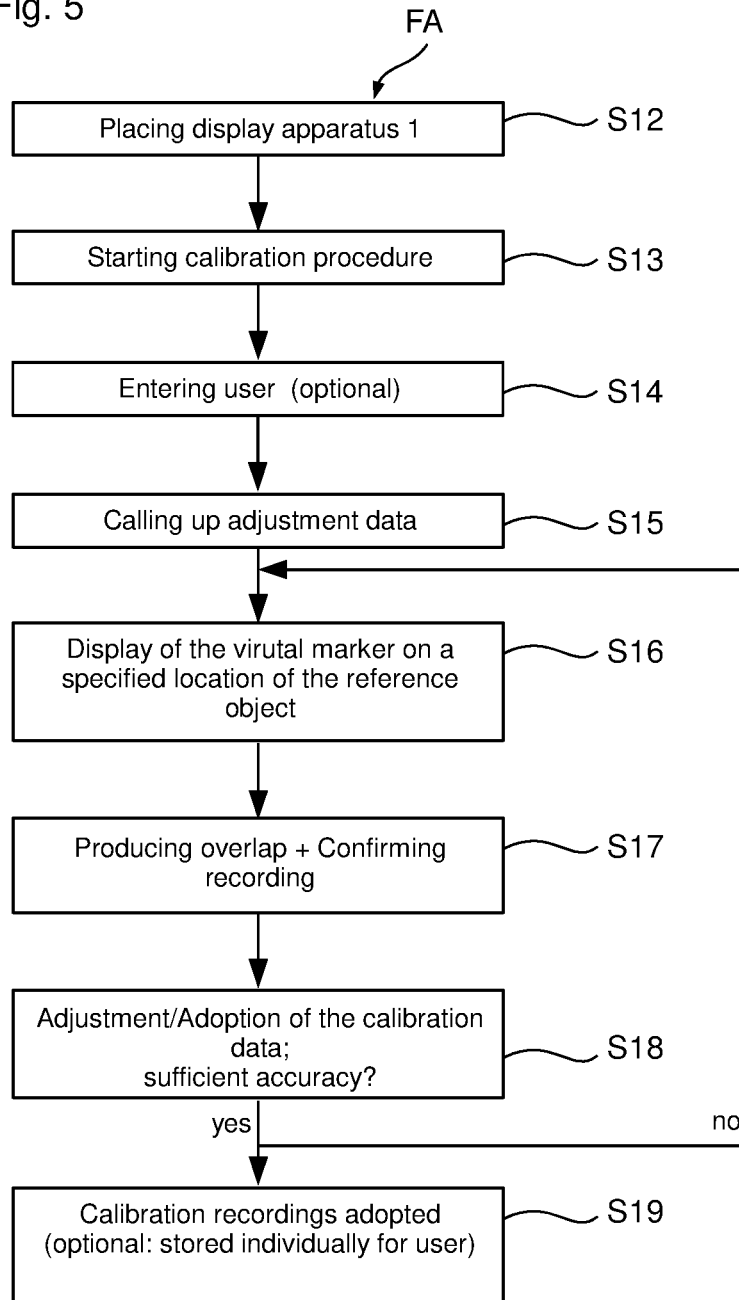 Fig. 5
FA
Placing display apparatus 1
S12
Starting calibration procedure
S13
Entering user (optional)
S14
Calling up adjustment data
S15
Display of the virutal marker on a
specified location of the reference
object
S16
Producing overlap + Confirming
recording
S17
Adjustment/Adoption of the calibration
data;
sufficient accuracy?
S18
yes
no
Calibration recordings adopted
(optional: stored individually for user)
S19